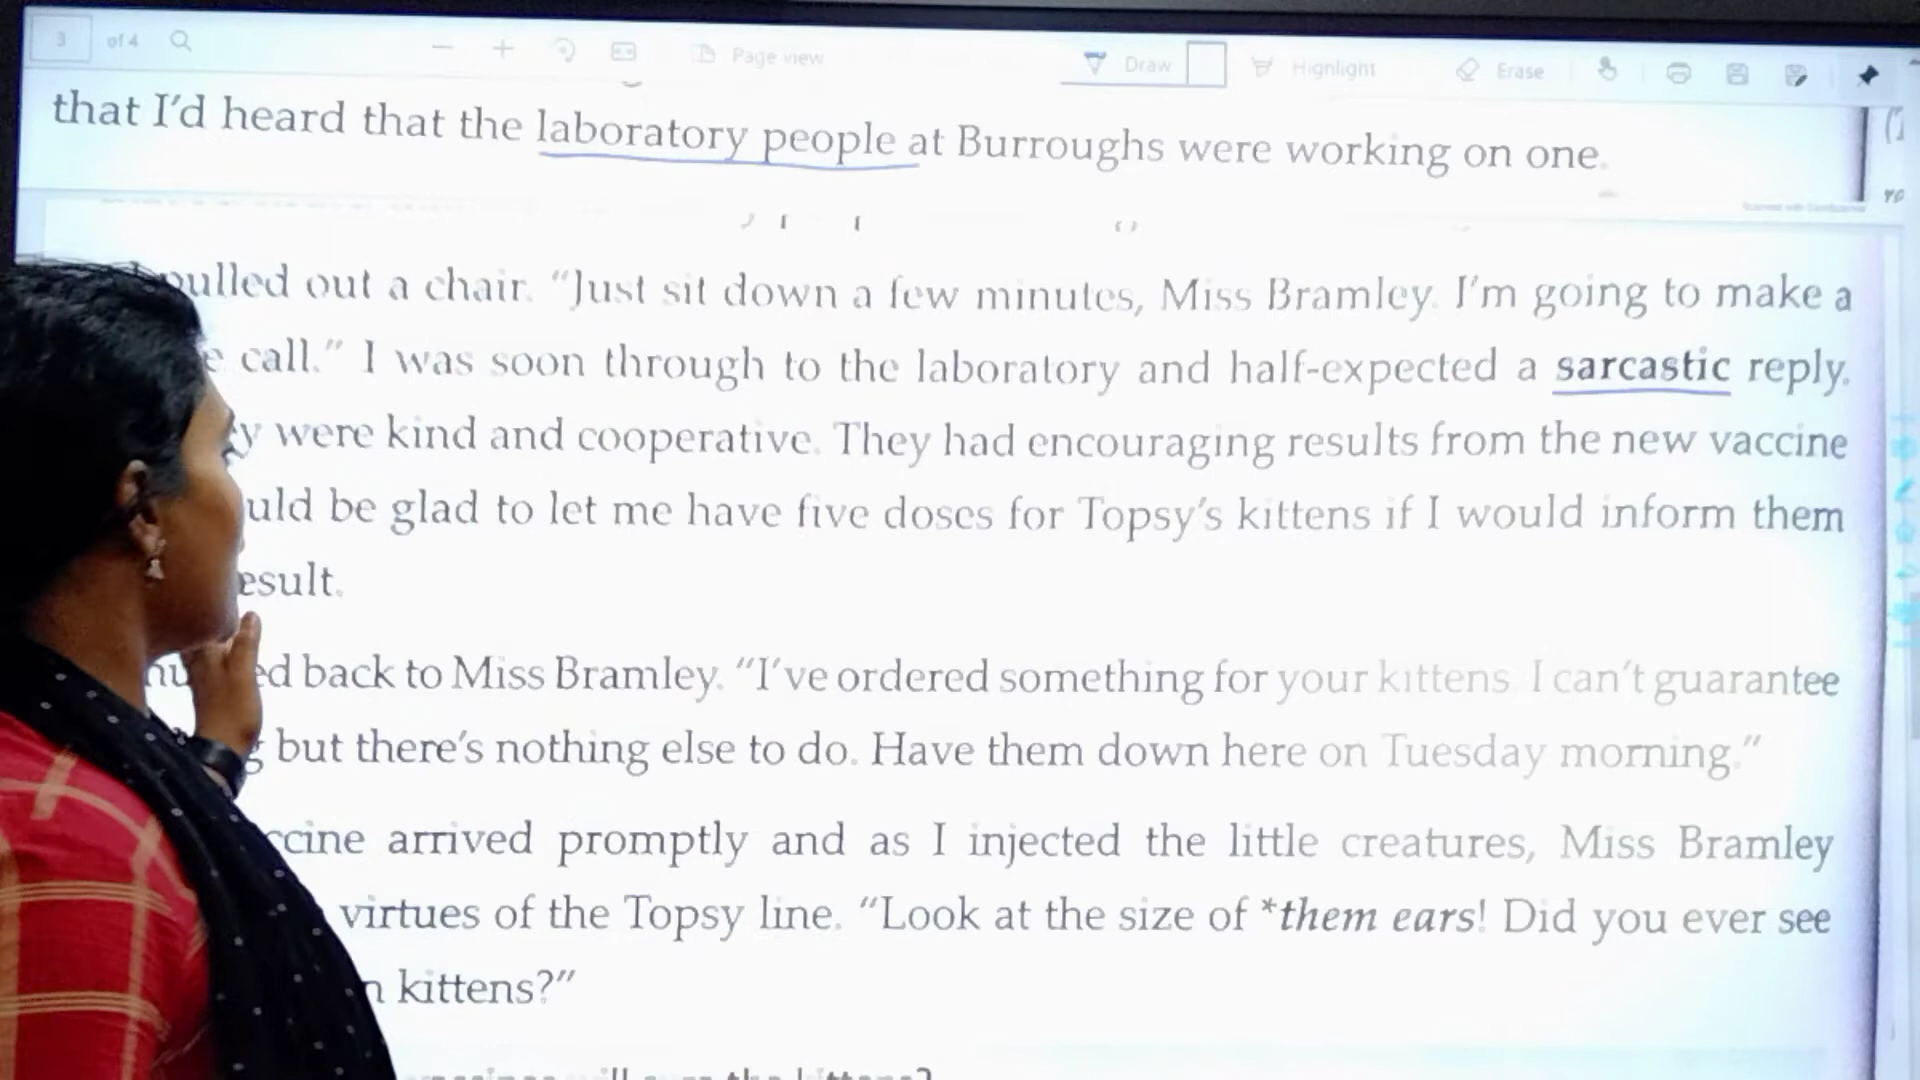 3 of 4 Page view Draw Highlight Erase
that I'd heard that the laboratory people at Burroughs were working on one.
pulled out a chair. "Just sit down a few minutes, Miss Bramley. I'm going to make a
call." I was soon through to the laboratory and half-expected a sarcastic reply.
were kind and cooperative. They had encouraging results from the new vaccine
uld be glad to let me have five doses for Topsy's kittens if I would inform them
esult.
ed back to Miss Bramley. "I've ordered something for your kittens. I can't guarantee
but there's nothing else to do. Have them down here on Tuesday morning."
ccine arrived promptly and as I injected the little creatures, Miss Bramley
virtues of the Topsy line. "Look at the size of *them ears! Did you ever see
n kittens?"